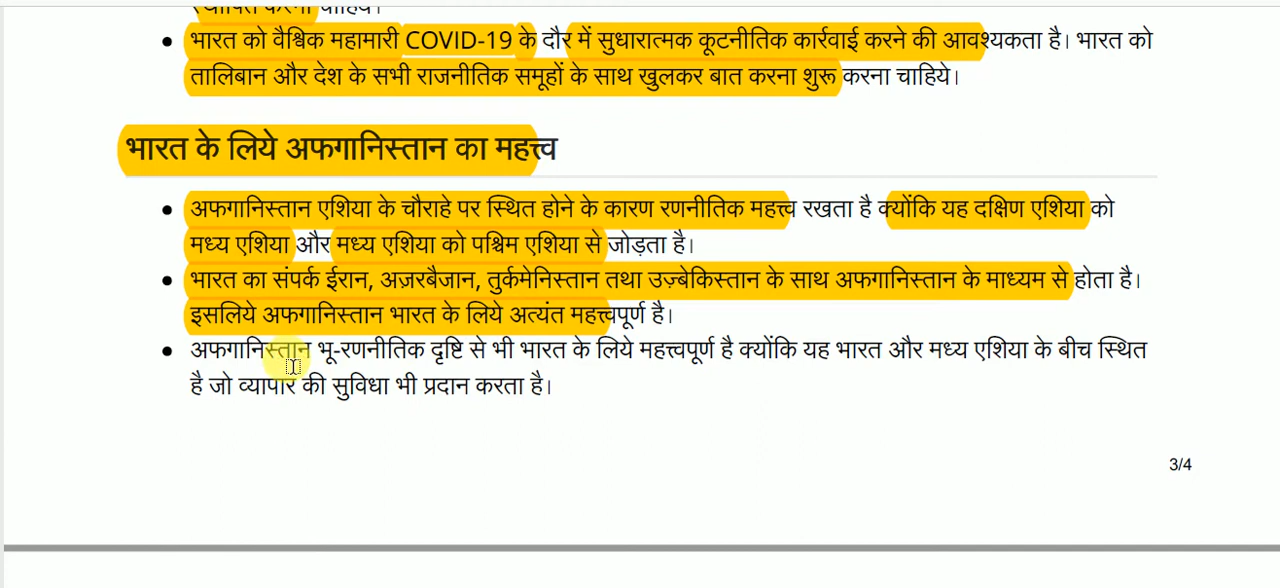 स्थापित करना चाहिये।
भारत को वैश्विक महामारी COVID-19 के दौर में सुधारात्मक कूटनीतिक कार्रवाई करने की आवश्यकता है। भारत को
तालिबान और देश के सभी राजनीतिक समूहों के साथ खुलकर बात करना शुरू करना चाहिये।
भारत के लिये अफगानिस्तान का महत्त्व
अफगानिस्तान एशिया के चौराहे पर स्थित होने के कारण रणनीतिक महत्त्व रखता है क्योंकि यह दक्षिण एशिया को
मध्य एशिया और मध्य एशिया को पश्चिम एशिया से जोड़ता है।
भारत का संपर्क ईरान, अज़रबैजान, तुर्कमेनिस्तान तथा उज़्बेकिस्तान के साथ अफगानिस्तान के माध्यम से होता है।
इसलिये अफगानिस्तान भारत के लिये अत्यंत महत्त्वपूर्ण है।
अफगानिस्तान भू-रणनीतिक दृष्टि से भी भारत के लिये महत्त्वपूर्ण है क्योंकि यह भारत और मध्य एशिया के बीच स्थित
है जो व्यापार की सुविधा भी प्रदान करता है।
3/4